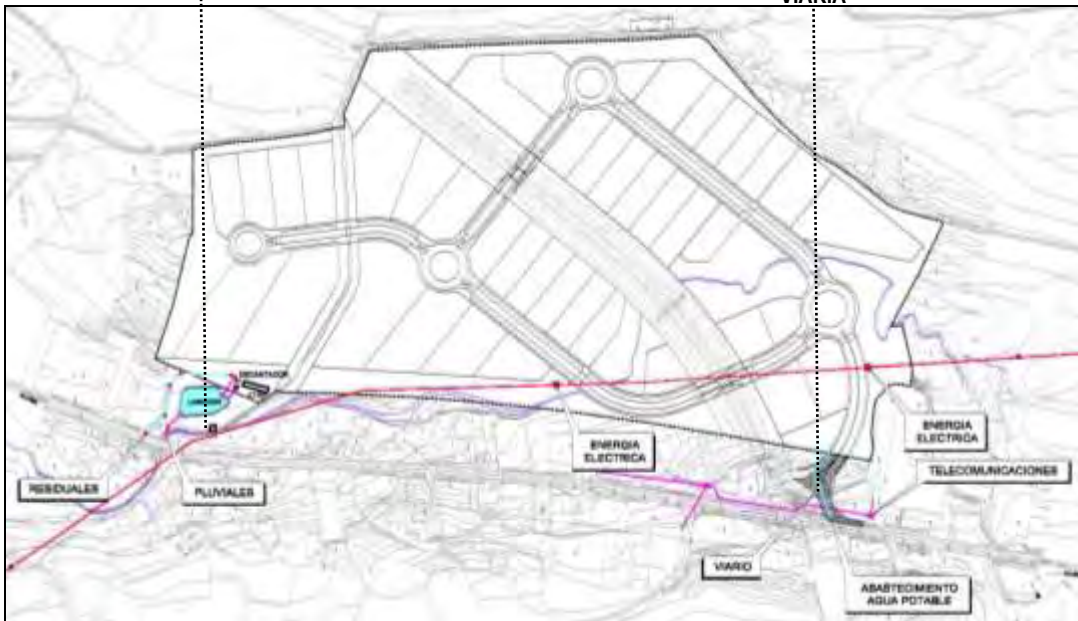 VIARIA
DECANTADOR
ENERGIA
ELECTRICA
ENERGIA
ELECTRICA
TELECOMUNICACIONES
RESIDUALES
PLUVIALES
VIARIO
ABASTECIMIENTO
AGUA POTABLE